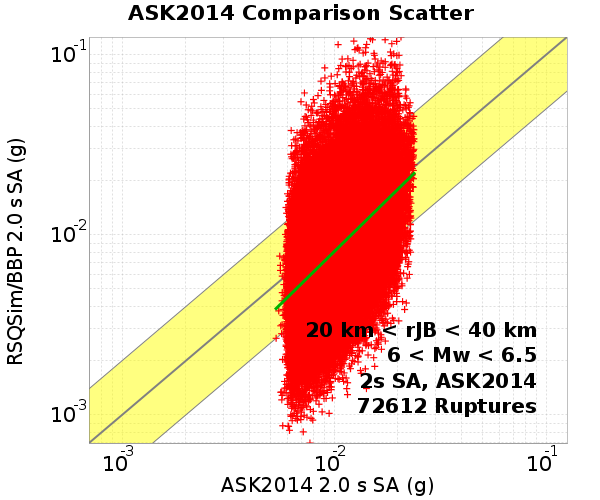 ASK2014 Comparison Scatter
RSQSim/BBP 2.0 s SA (g)
10-1
10-2
10-3
20 km < rJB < 40 km
6 < Mw < 6.5
2s SA, ASK2014
72612 Ruptures
10-3 10-2 10-1
ASK2014 2.0 s SA (g)